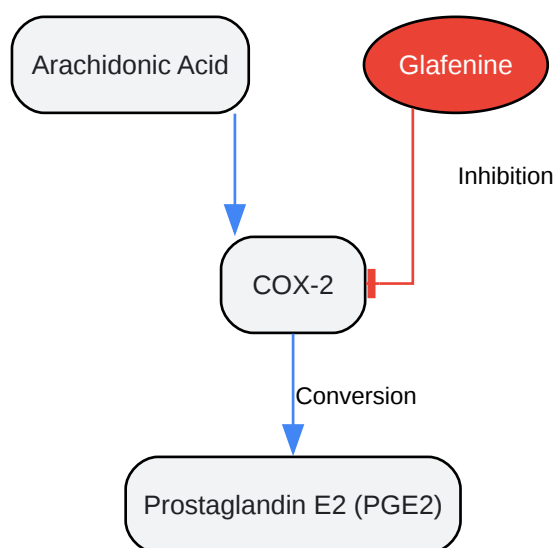 Arachidonic Acid
Glafenine
Inhibition
COX-2
Conversion
Prostaglandin E2 (PGE2)